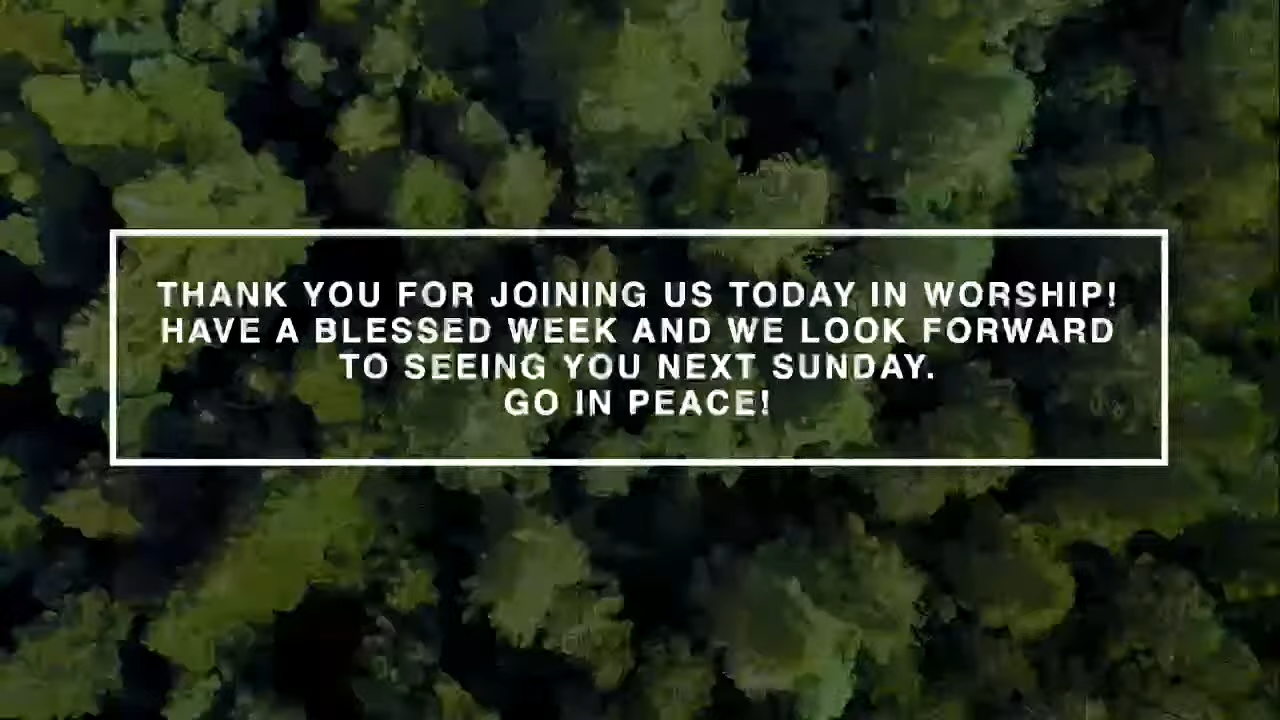 THANK YOU FOR JOINING US TODAY IN WORSHIP!
HAVE A BLESSED WEEK AND WE LOOK FORWARD
TO SEEING YOU NEXT SUNDAY.
GO IN PEACE!